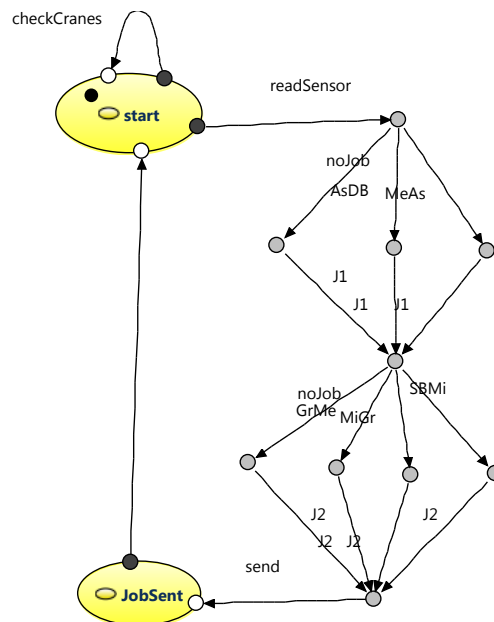 checkCranes
start
readSensor
noJob
AsDB
MeAs
J1
J1
J1
noJob
GrMe
MiGr
SBMi
J2
J2
J2
J2
send
JobSent